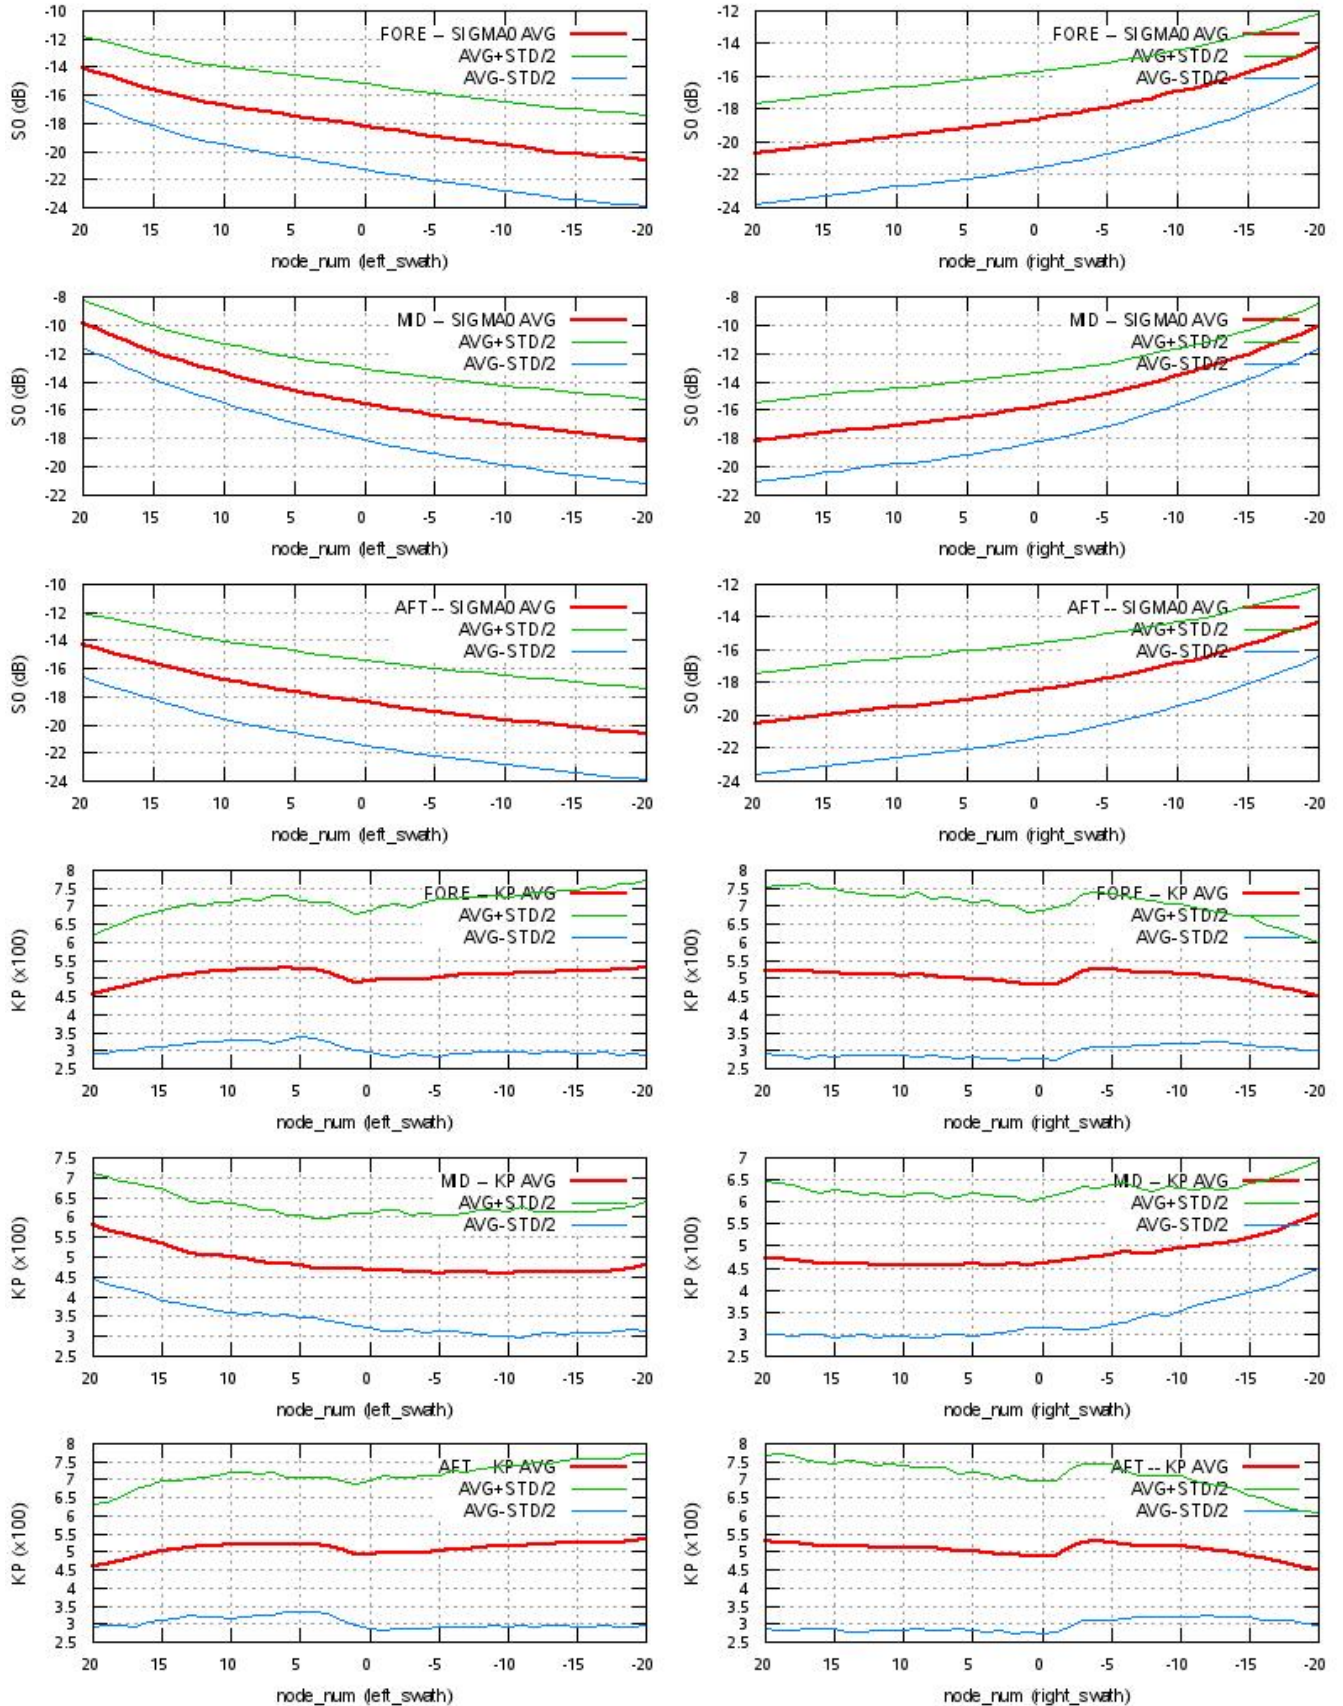 -10
-12
-14
-16
-18
-20
-22
-24
S0 (dB)
FORE -- SIGMA0 AVG
AVG+STD/2
AVG-STD/2
20 15 10 5 0 -5 -10 -15 -20
node_num (left_swath)
-12
-14
-16
-18
-20
-22
-24
S0 (dB)
FORE -- SIGMA0 AVG
AVG+STD/2
AVG-STD/2
20 15 10 5 0 -5 -10 -15 -20
node_num (right_swath)
-8
-10
-12
-14
-16
-18
-20
-22
S0 (dB)
MID -- SIGMA0 AVG
AVG+STD/2
AVG-STD/2
20 15 10 5 0 -5 -10 -15 -20
node_num (left_swath)
-8
-10
-12
-14
-16
-18
-20
-22
S0 (dB)
MID -- SIGMA0 AVG
AVG+STD/2
AVG-STD/2
20 15 10 5 0 -5 -10 -15 -20
node_num (right_swath)
-10
-12
-14
-16
-18
-20
-22
-24
S0 (dB)
AFT -- SIGMA0 AVG
AVG+STD/2
AVG-STD/2
20 15 10 5 0 -5 -10 -15 -20
node_num (left_swath)
-12
-14
-16
-18
-20
-22
-24
S0 (dB)
AFT -- SIGMA0 AVG
AVG+STD/2
AVG-STD/2
20 15 10 5 0 -5 -10 -15 -20
node_num (right_swath)
8
7.5
7
6.5
6
5.5
5
4.5
4
3.5
3
2.5
KP (x100)
FORE -- KP AVG
AVG+STD/2
AVG-STD/2
20 15 10 5 0 -5 -10 -15 -20
node_num (left_swath)
8
7.5
7
6.5
6
5.5
5
4.5
4
3.5
3
2.5
KP (x100)
FORE -- KP AVG
AVG+STD/2
AVG-STD/2
20 15 10 5 0 -5 -10 -15 -20
node_num (right_swath)
7.5
7
6.5
6
5.5
5
4.5
4
3.5
3
2.5
KP (x100)
MID -- KP AVG
AVG+STD/2
AVG-STD/2
20 15 10 5 0 -5 -10 -15 -20
node_num (left_swath)
7
6.5
6
5.5
5
4.5
4
3.5
3
2.5
KP (x100)
MID -- KP AVG
AVG+STD/2
AVG-STD/2
20 15 10 5 0 -5 -10 -15 -20
node_num (right_swath)
8
7.5
7
6.5
6
5.5
5
4.5
4
3.5
3
2.5
KP (x100)
AFT -- KP AVG
AVG+STD/2
AVG-STD/2
20 15 10 5 0 -5 -10 -15 -20
node_num (left_swath)
8
7.5
7
6.5
6
5.5
5
4.5
4
3.5
3
2.5
KP (x100)
AFT -- KP AVG
AVG+STD/2
AVG-STD/2
20 15 10 5 0 -5 -10 -15 -20
node_num (right_swath)